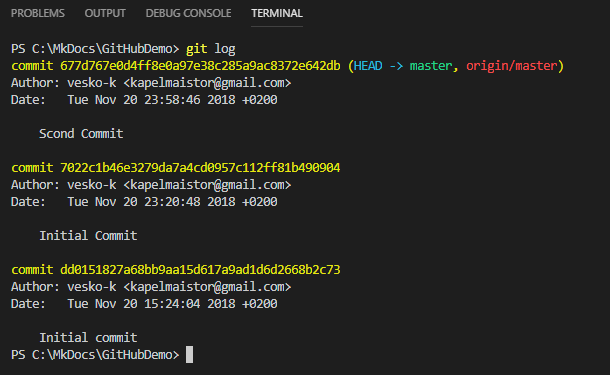 PROBLEMS OUTPUT DEBUG CONSOLE TERMINAL
PS C:\MkDocs\GitHubDemo> git log
commit 677d767e0d4ff8e0a97e38c285a9ac8372e642db (HEAD -> master, origin/master)
Author: vesko-k <kapelmaistor@gmail.com>
Date:   Tue Nov 20 23:58:46 2018 +0200
    Scond Commit
commit 7022c1b46e3279da7a4cd0957c112ff81b490904
Author: vesko-k <kapelmaistor@gmail.com>
Date:   Tue Nov 20 23:20:48 2018 +0200
    Initial Commit
commit dd0151827a68bb9aa15d617a9ad1d6d2668b2c73
Author: vesko-k <kapelmaistor@gmail.com>
Date:   Tue Nov 20 15:24:04 2018 +0200
    Initial commit
PS C:\MkDocs\GitHubDemo>